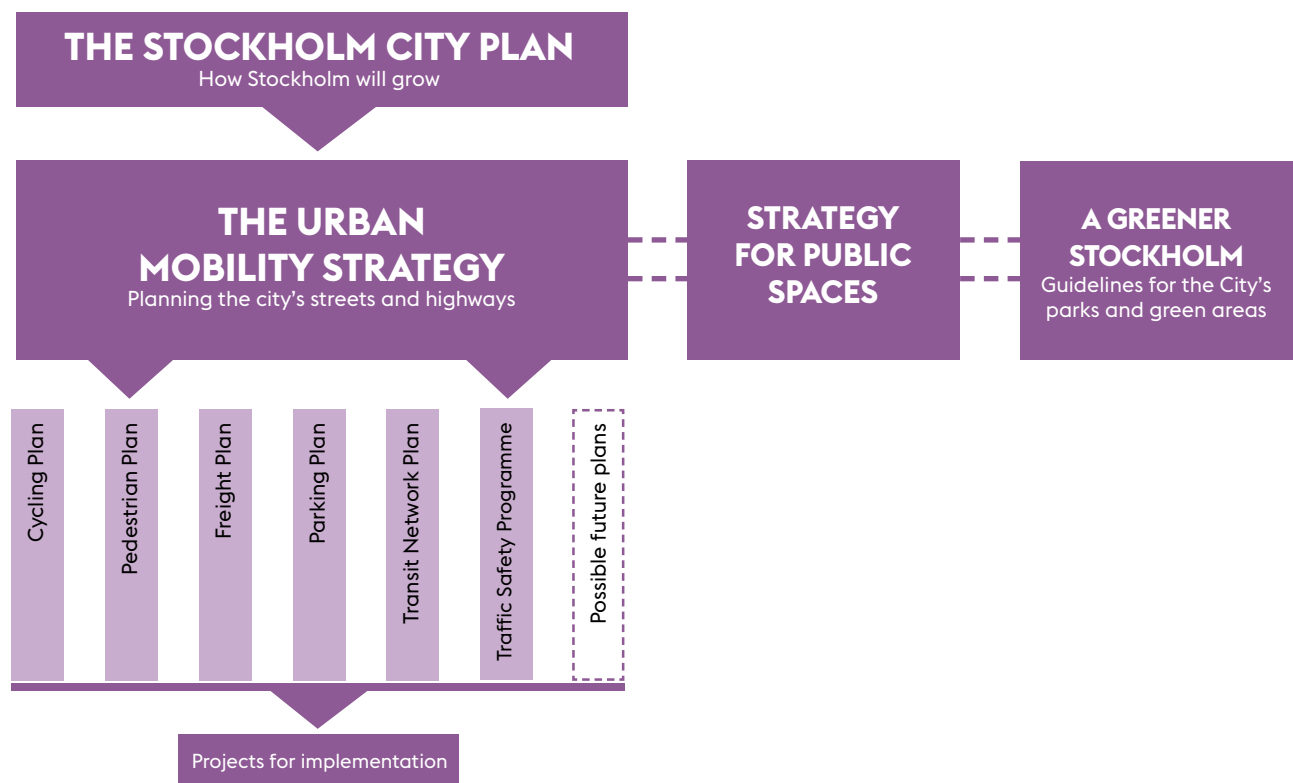 THE STOCKHOLM CITY PLAN
How Stockholm will grow
THE URBAN
MOBILITY STRATEGY
Planning the city's streets and highways
STRATEGY
FOR PUBLIC
SPACES
A GREENER
STOCKHOLM
Guidelines for the City's
parks and green areas
Cycling Plan
Pedestrian Plan
Freight Plan
Parking Plan
Transit Network Plan
Traffic Safety Programme
Possible future plans
Projects for implementation